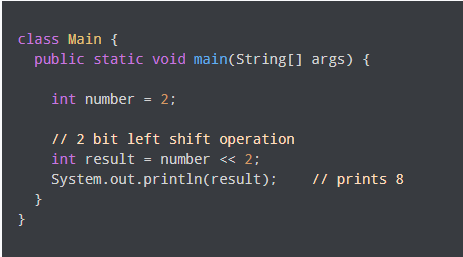 class Main {
  public static void main(String[] args) {

    int number = 2;

    // 2 bit left shift operation
    int result = number << 2;
    System.out.println(result);    // prints 8
  }
}